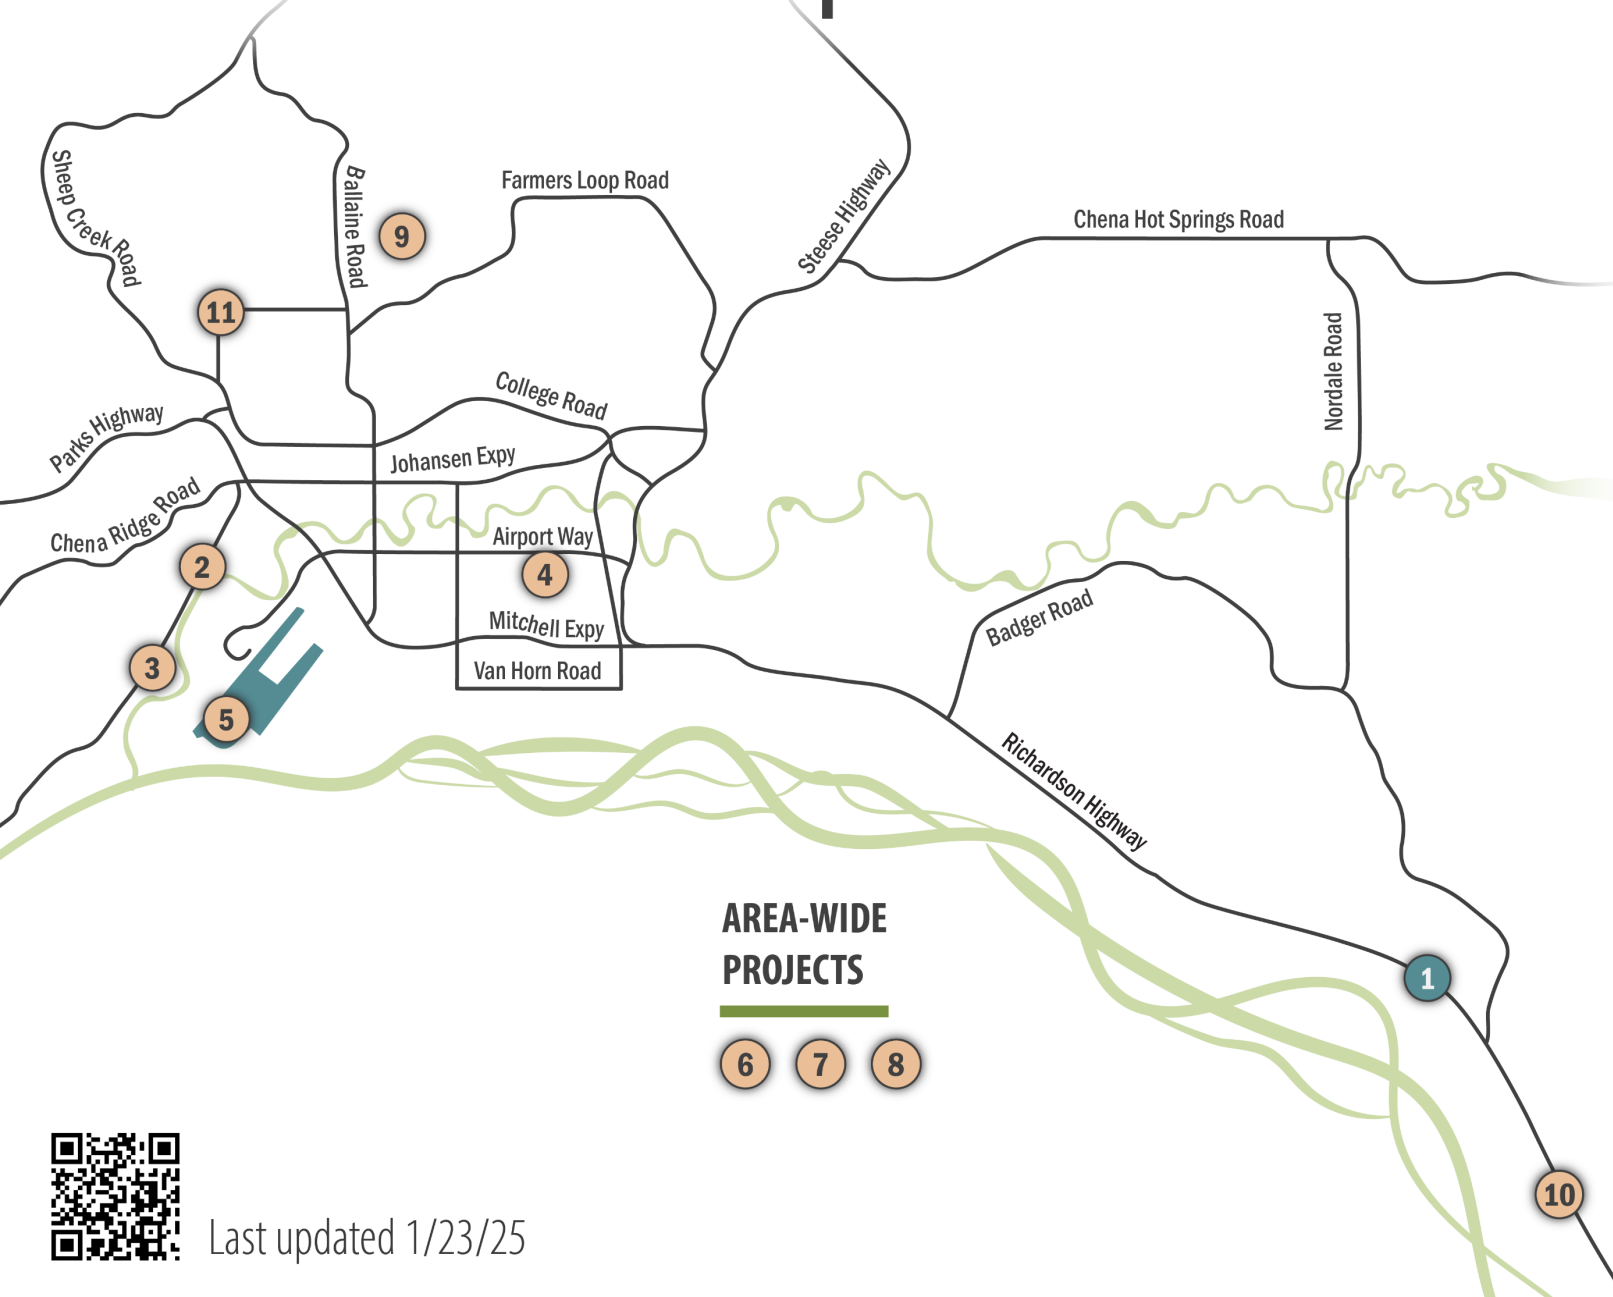 Sheep Creek Road
Ballaine Road
9
Farmers Loop Road
Steese Highway
Chena Hot Springs Road
11
Nordale Road
College Road
Parks Highway
Johansen Expy
Chena Ridge Road
Airport Way
2
4
Badger Road
Mitchell Expy
3
Van Horn Road
5
Richardson Highway
AREA-WIDE
PROJECTS
1
6 7 8
10
Last updated 1/23/25